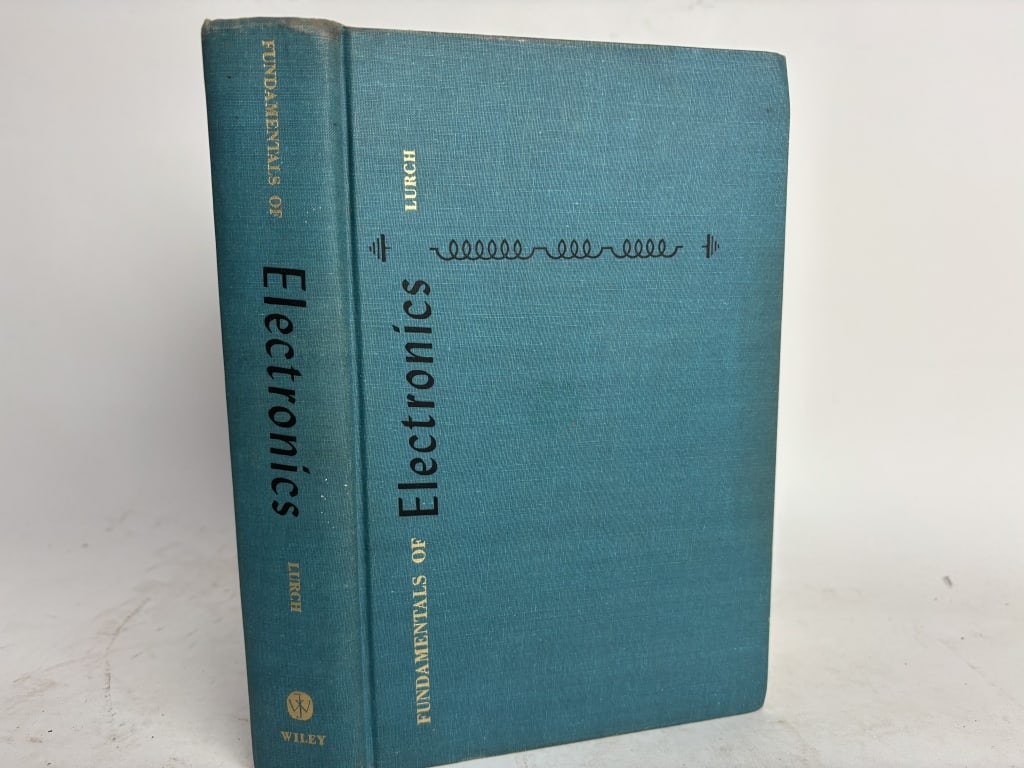 FUNDAMENTALS OF
Electronics
LURCH
WILEY
FUNDAMENTALS OF Electronics
LURCH